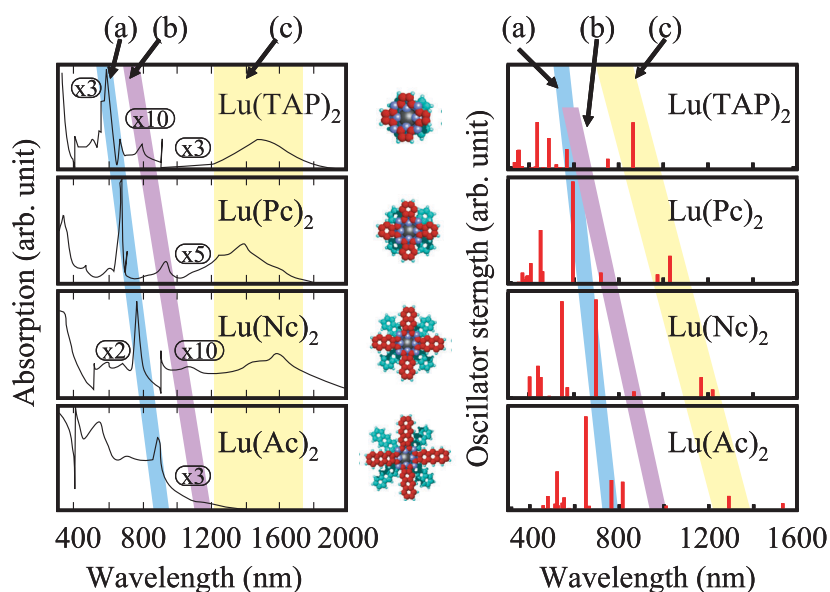 (a) (b) (c)
Absorption (arb. unit)
x3
x10
x3
Lu(TAP)2
x5
Lu(Pc)2
x2
x10
Lu(Nc)2
x3
Lu(Ac)2
400 800 1200 1600 2000
Wavelength (nm)
(a) (b) (c)
Oscillator sterngth (arb. unit)
Lu(TAP)2
Lu(Pc)2
Lu(Nc)2
Lu(Ac)2
400 800 1200 1600
Wavelength (nm)